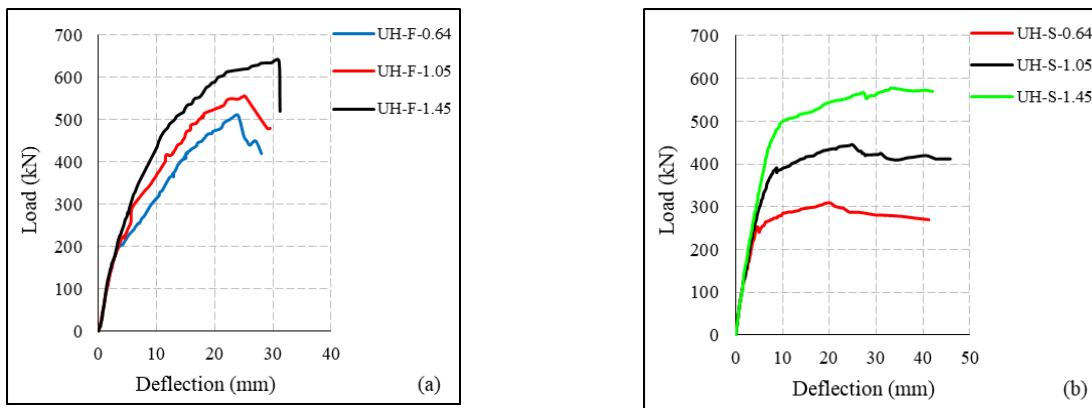 700
600
500
400
300
200
100
0
Load (kN)
0 10 20 30 40
Deflection (mm)
(a)
UH-F-0.64
UH-F-1.05
UH-F-1.45
700
600
500
400
300
200
100
0
Load (kN)
0 10 20 30 40 50
Deflection (mm)
(b)
UH-S-0.64
UH-S-1.05
UH-S-1.45